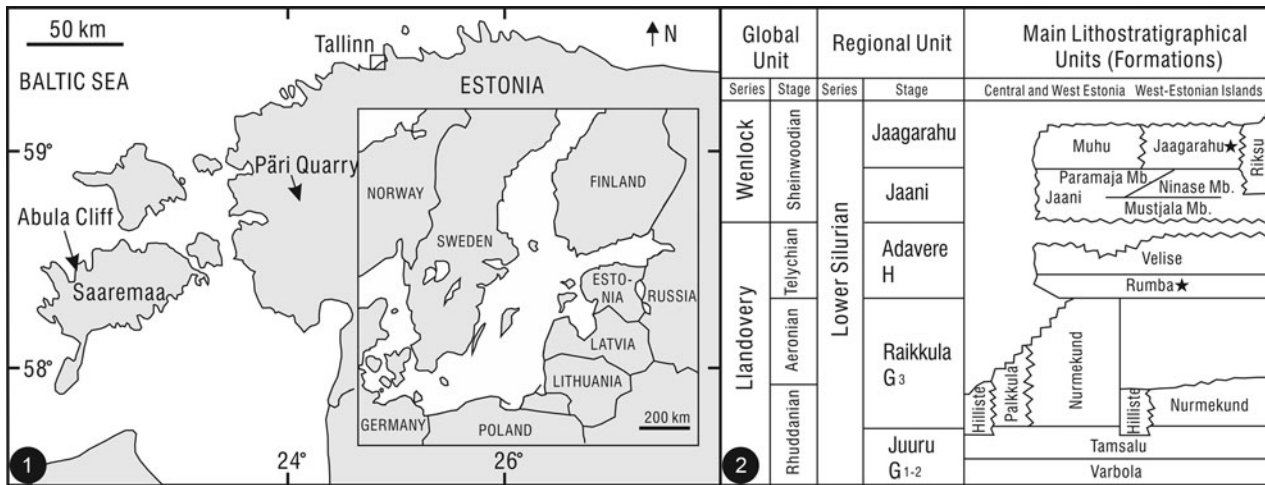 50 km
Tallinn
N
BALTIC SEA
ESTONIA
59°
Päri Quarry
NORWAY
FINLAND
Abula Cliff
SWEDEN
Saaremaa
ESTO-
NIA
RUSSIA
LATVIA
58°
LITHUANIA
GERMANY
POLAND
200 km
1
24°
26°
Global
Unit
Regional Unit
Main Lithostratigraphical
Units (Formations)
Series
Stage
Series
Stage
Central and West Estonia
West-Estonian Islands
Wenlock
Sheinwoodian
Lower Silurian
Jaagarahu
Muhu
Jaagarahu★
Riksu
Jaani
Paramaja Mb.
Jaani
Ninase Mb.
Mustjala Mb.
Llandovery
Telychian
Adavere
H
Velise
Rumba★
Aeronian
Raikkula
G3
Hilliste
Palkkula
Nurmekund
Hilliste
Nurmekund
Rhuddanian
Juuru
G1-2
Tamsalu
Varbola
2